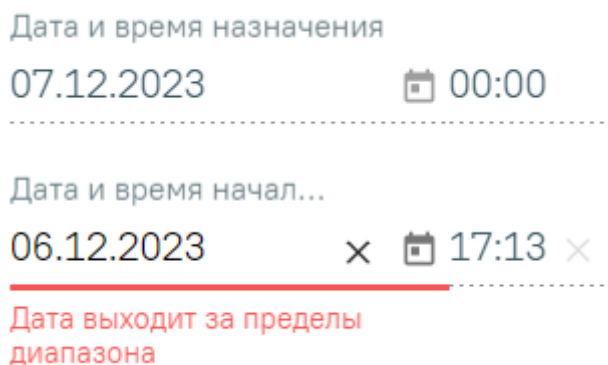 Дата и время назначения
07.12.2023 00:00
Дата и время начал...
06.12.2023 17:13
Дата выходит за пределы
диапазона